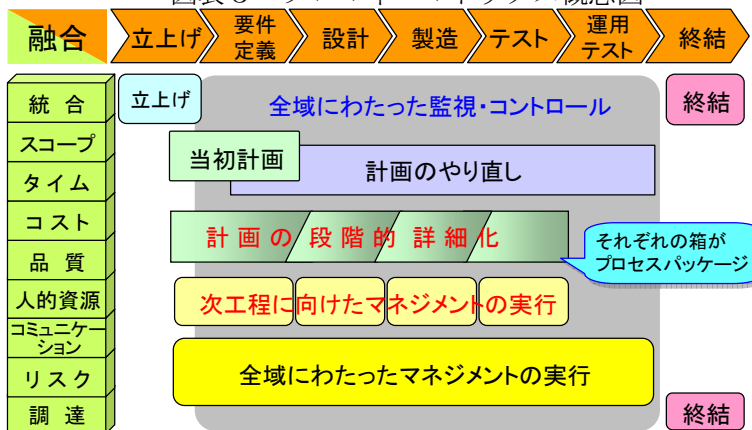 融合
立上げ
要件
定義
設計
製造
テスト
運用
テスト
終結
統合
スコープ
タイム
コスト
品質
人的資源
コミュニケー
ション
リスク
調達
立上げ
全域にわたった監視・コントロール
終結
当初計画
計画のやり直し
計画の段階的詳細化
それぞれの箱が
プロセスパッケージ
次工程に向けたマネジメントの実行
全域にわたったマネジメントの実行
終結